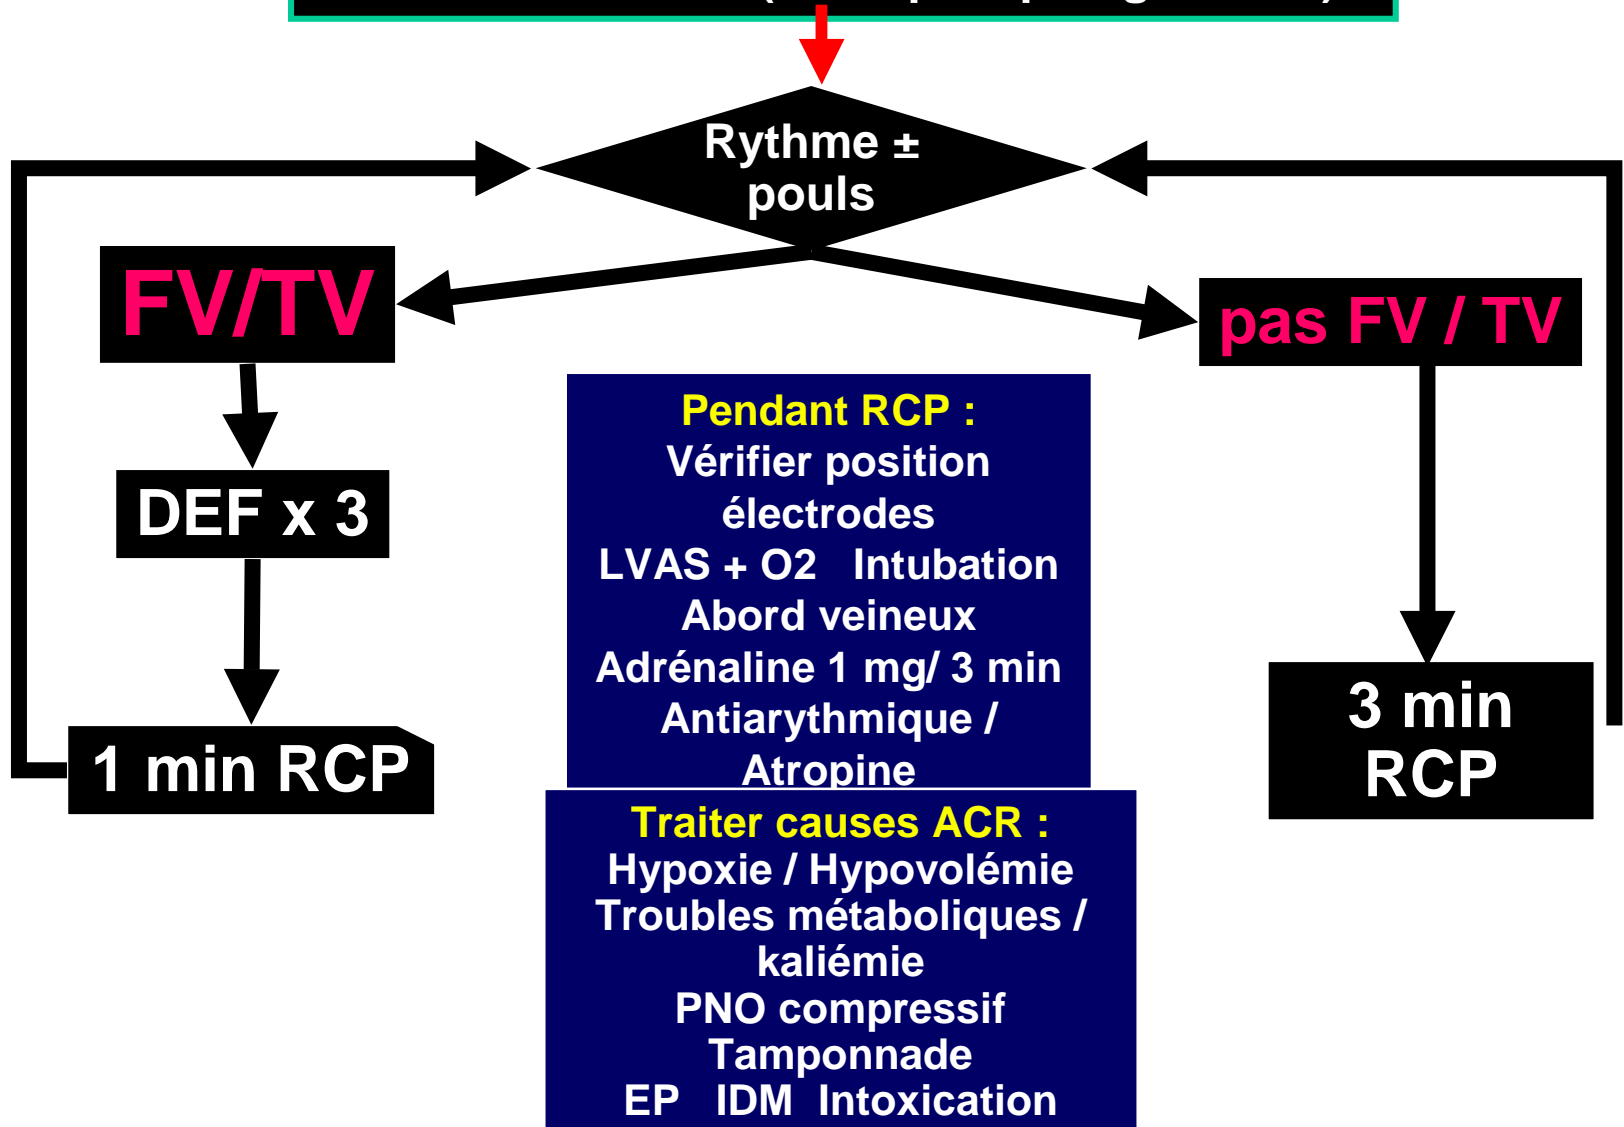 Rythme ±
pouls
FV/TV
pas FV / TV
DEF x 3
1 min RCP
Pendant RCP :
Vérifier position
électrodes
LVAS + O2 Intubation
Abord veineux
Adrénaline 1 mg/ 3 min
Antiarythmique /
Atropine
3 min
RCP
Traiter causes ACR :
Hypoxie / Hypovolémie
Troubles métaboliques /
kaliémie
PNO compressif
Tamponnade
EP IDM Intoxication